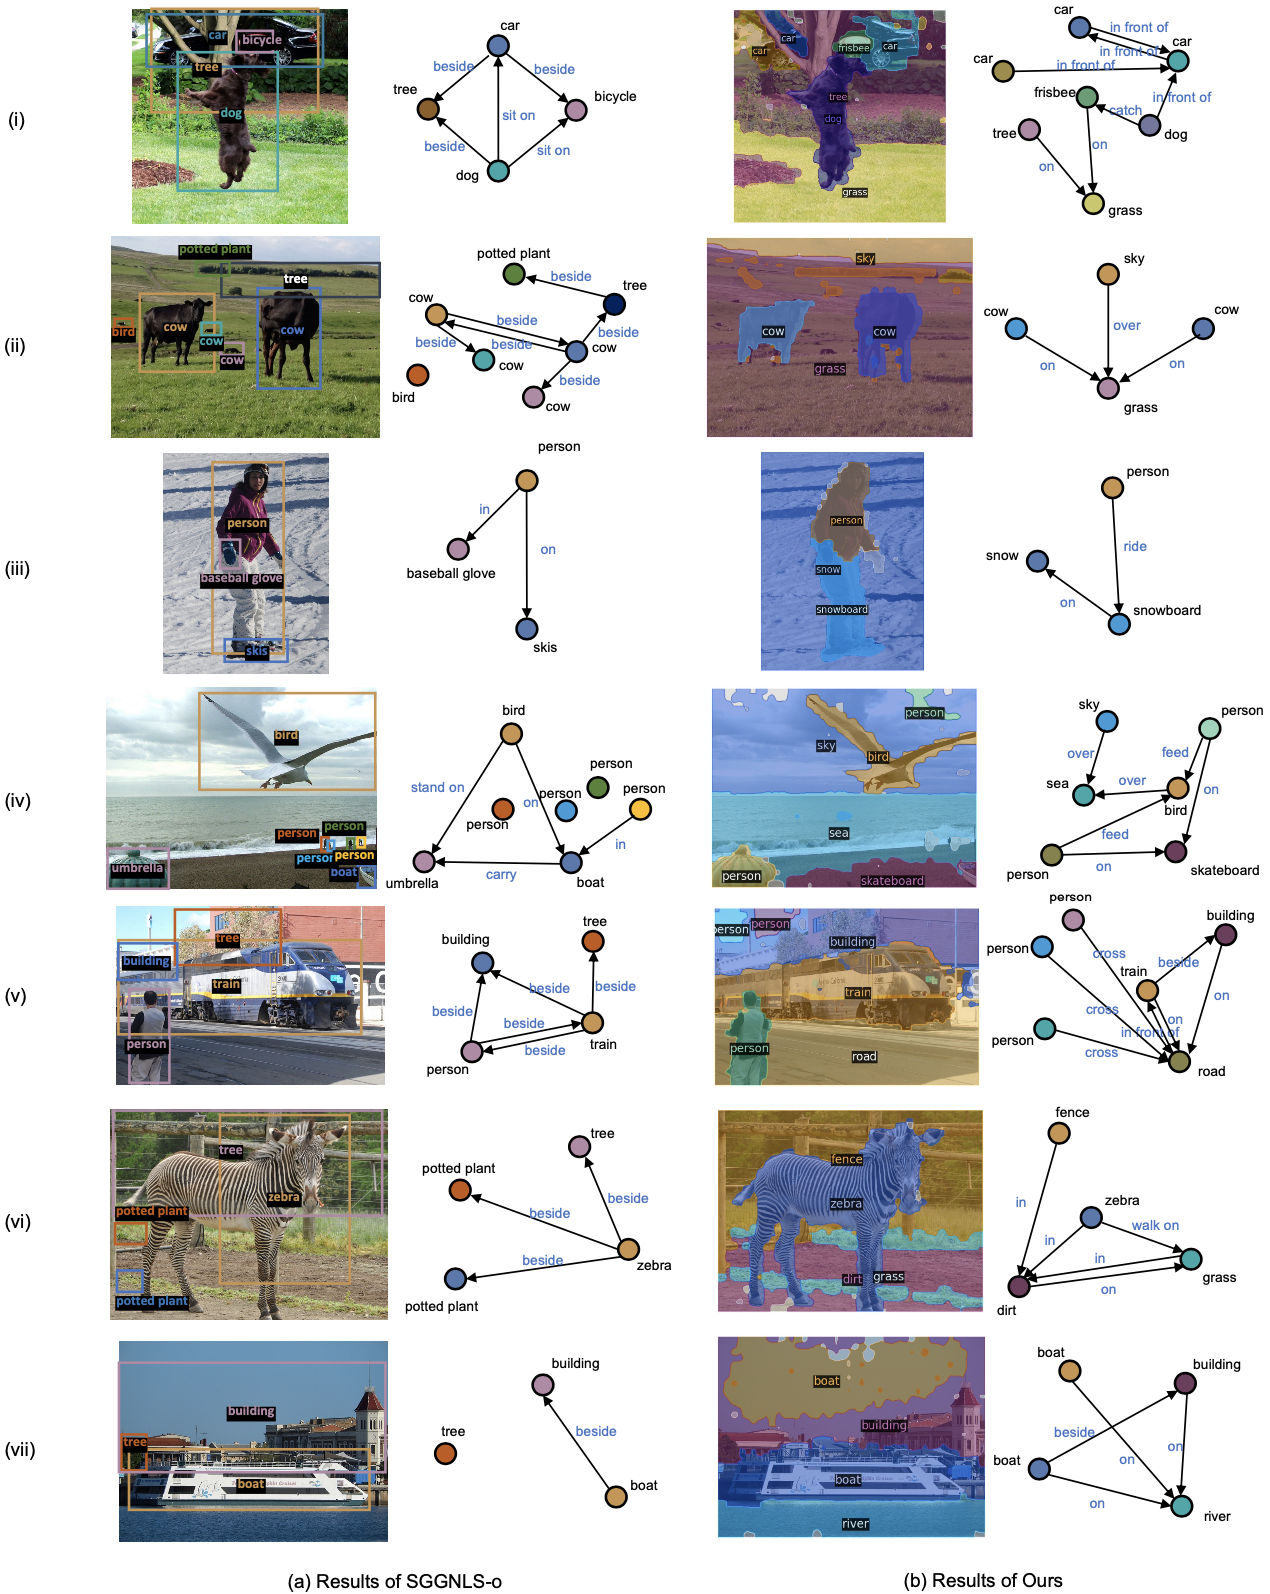 (i)
car
bicycle
tree
dog
car
beside
beside
tree
bicycle
sit on
beside
sit on
dog
car
car
frisbee
car
tree
dog
grass
car
in front of
in front of
car
car
in front of
frisbee
in front of
catch
tree
dog
on
on
grass
(ii)
potted plant
tree
cow
bird
cow
cow
cow
potted plant
beside
tree
cow
beside
beside
beside
beside
cow
cow
beside
bird
cow
sky
cow
cow
grass
sky
cow
cow
over
on
on
grass
(iii)
person
baseball glove
skis
person
in
on
baseball glove
skis
person
snow
snowboard
person
ride
snow
on
snowboard
(iv)
bird
person
person
person
person
umbrella
boat
bird
person
stand on
on
person
person
person
in
carry
umbrella
boat
person
sky
bird
sea
person
skateboard
sky
person
over
feed
sea
over
on
bird
feed
on
person
skateboard
(v)
tree
building
train
person
tree
building
beside
beside
beside
beside
beside
train
person
person
person
building
train
person
road
person
building
person
cross
train
beside
on
cross
on
in front of
person
cross
road
(vi)
tree
zebra
potted plant
potted plant
tree
potted plant
beside
beside
beside
zebra
potted plant
fence
zebra
dirt
grass
fence
zebra
in
walk on
in
in
grass
on
dirt
(vii)
building
tree
boat
building
tree
beside
boat
boat
building
boat
river
boat
building
beside
on
boat
on
on
river
(a) Results of SGGNLS-o
(b) Results of Ours